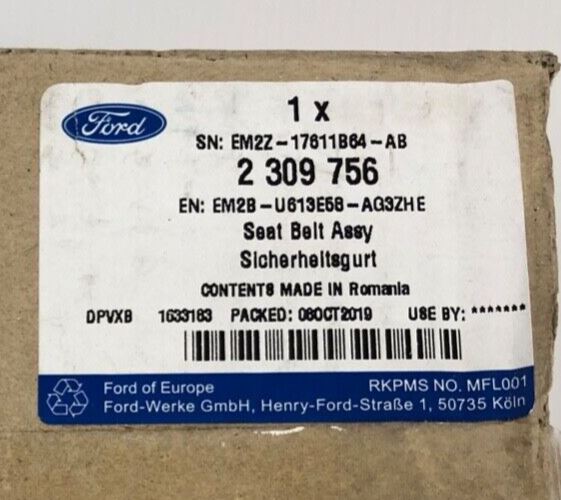 Ford
1 x
SN: EM2Z-17611B64-AB
2 309 756
EN: EM2B-U613E58-AG3ZHE
Seat Belt Assy
Sicherheitsgurt
CONTENTS MADE IN Romania
DPVXB 1633183 PACKED: 08OCT2019 USE BY: *******
Ford of Europe RKPMS NO. MFL001
Ford-Werke GmbH, Henry-Ford-Straße 1, 50735 Köln